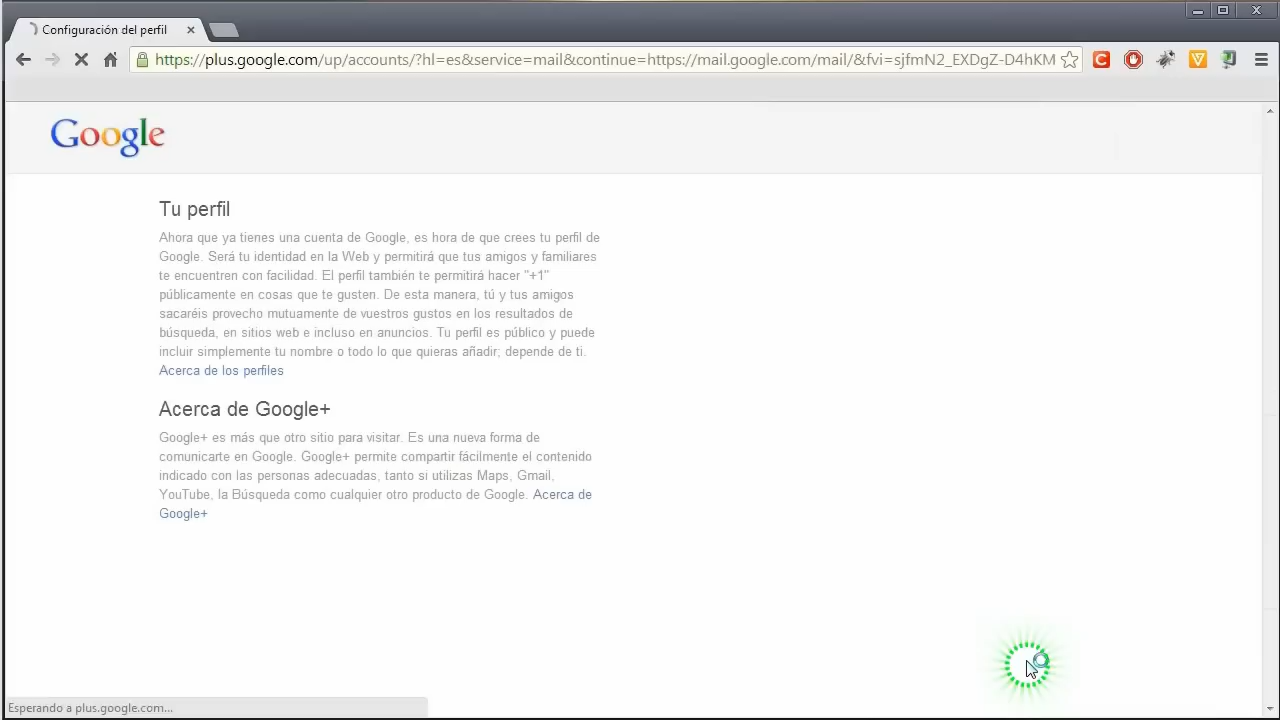 Configuración del perfil
https://plus.google.com/up/accounts/?hl=es&service=mail&continue=https://mail.google.com/mail/&fvi=sjfmN2_EXDgZ-D4hKM
Google
Tu perfil
Ahora que ya tienes una cuenta de Google, es hora de que crees tu perfil de
Google. Será tu identidad en la Web y permitirá que tus amigos y familiares
te encuentren con facilidad. El perfil también te permitirá hacer "+1"
públicamente en cosas que te gusten. De esta manera, tú y tus amigos
sacaréis provecho mutuamente de vuestros gustos en los resultados de
búsqueda, en sitios web e incluso en anuncios. Tu perfil es público y puede
incluir simplemente tu nombre o todo lo que quieras añadir; depende de ti.
Acerca de los perfiles
Acerca de Google+
Google+ es más que otro sitio para visitar. Es una nueva forma de
comunicarte en Google. Google+ permite compartir fácilmente el contenido
indicado con las personas adecuadas, tanto si utilizas Maps, Gmail,
YouTube, la Búsqueda como cualquier otro producto de Google. Acerca de
Google+
Esperando a plus.google.com...